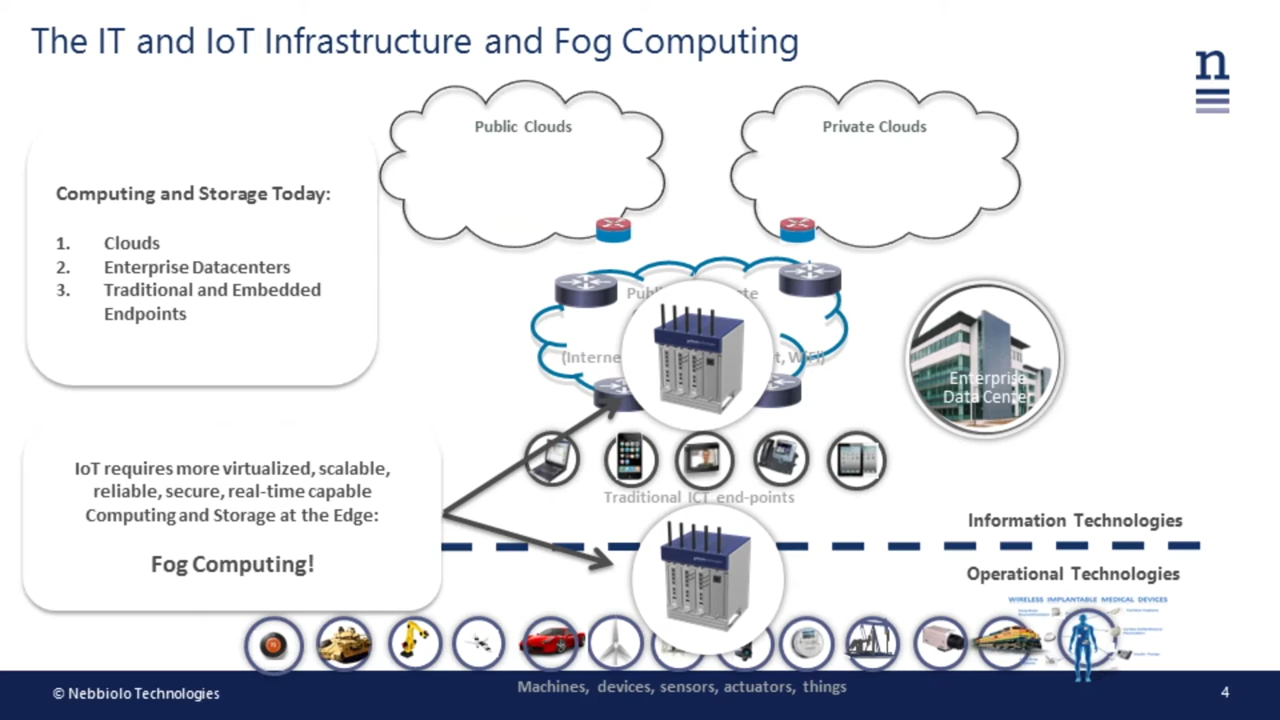 The IT and IoT Infrastructure and Fog Computing
n
Public Clouds
Private Clouds
Computing and Storage Today:
1. Clouds
2. Enterprise Datacenters
3. Traditional and Embedded
Endpoints
Enterprise
Data Center
IoT requires more virtualized, scalable,
reliable, secure, real-time capable
Computing and Storage at the Edge:
Fog Computing!
Traditional ICT end-points
Information Technologies
Operational Technologies
WIRELESS IMPLANTABLE MEDICAL DEVICES
Machines, devices, sensors, actuators, things
© Nebbiolo Technologies
4